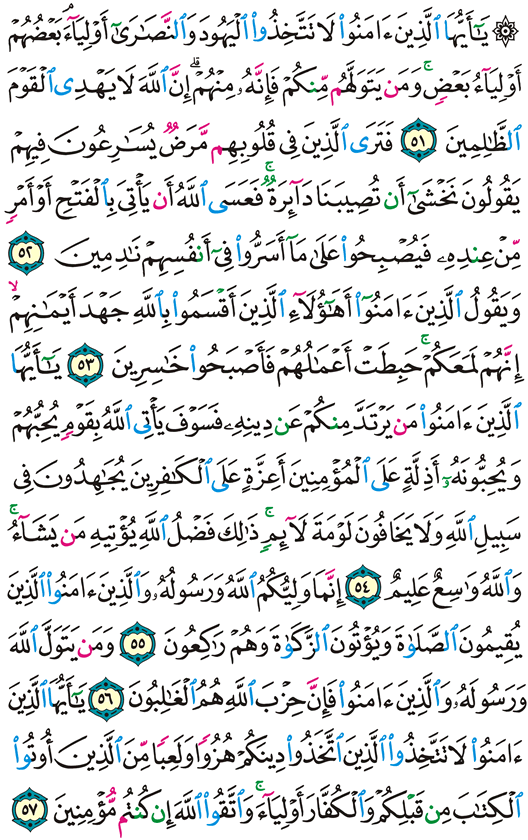 ۞ يَـٰٓأَيُّهَا ٱلَّذِينَ ءَامَنُوا۟ لَا تَتَّخِذُوا۟ ٱلْيَهُودَ وَٱلنَّصَـٰرَىٰٓ أَوْلِيَآءَ ۘ بَعْضُهُمْ
أَوْلِيَآءُ بَعْضٍ ۚ وَمَن يَتَوَلَّهُم مِّنكُمْ فَإِنَّهُۥ مِنْهُمْ ۗ إِنَّ ٱللَّهَ لَا يَهْدِى ٱلْقَوْمَ
ٱلظَّـٰلِمِينَ ٥١ فَتَرَى ٱلَّذِينَ فِى قُلُوبِهِم مَّرَضٌ يُسَـٰرِعُونَ فِيهِمْ
يَقُولُونَ نَخْشَىٰٓ أَن تُصِيبَنَا دَآئِرَةٌ ۚ فَعَسَى ٱللَّهُ أَن يَأْتِىَ بِٱلْفَتْحِ أَوْ أَمْرٍ
مِّنْ عِندِهِۦ فَيُصْبِحُوا۟ عَلَىٰ مَآ أَسَرُّوا۟ فِىٓ أَنفُسِهِمْ نَـٰدِمِينَ ٥٢
وَيَقُولُ ٱلَّذِينَ ءَامَنُوٓا۟ أَهَـٰٓؤُلَآءِ ٱلَّذِينَ أَقْسَمُوا۟ بِٱللَّهِ جَهْدَ أَيْمَـٰنِهِمْ ۙ
إِنَّهُمْ لَمَعَكُمْ ۚ حَبِطَتْ أَعْمَـٰلُهُمْ فَأَصْبَحُوا۟ خَـٰسِرِينَ ٥٣ يَـٰٓأَيُّهَا
ٱلَّذِينَ ءَامَنُوا۟ مَن يَرْتَدَّ مِنكُمْ عَن دِينِهِۦ فَسَوْفَ يَأْتِى ٱللَّهُ بِقَوْمٍ يُحِبُّهُمْ
وَيُحِبُّونَهُۥٓ أَذِلَّةٍ عَلَى ٱلْمُؤْمِنِينَ أَعِزَّةٍ عَلَى ٱلْكَـٰفِرِينَ يُجَـٰهِدُونَ فِى
سَبِيلِ ٱللَّهِ وَلَا يَخَافُونَ لَوْمَةَ لَآئِمٍ ۚ ذَٰلِكَ فَضْلُ ٱللَّهِ يُؤْتِيهِ مَن يَشَآءُ ۚ
وَٱللَّهُ وَٰسِعٌ عَلِيمٌ ٥٤ إِنَّمَا وَلِيُّكُمُ ٱللَّهُ وَرَسُولُهُۥ وَٱلَّذِينَ ءَامَنُوا۟ ٱلَّذِينَ
يُقِيمُونَ ٱلصَّلَوٰةَ وَيُؤْتُونَ ٱلزَّكَوٰةَ وَهُمْ رَٰكِعُونَ ٥٥ وَمَن يَتَوَلَّ ٱللَّهَ
وَرَسُولَهُۥ وَٱلَّذِينَ ءَامَنُوا۟ فَإِنَّ حِزْبَ ٱللَّهِ هُمُ ٱلْغَـٰلِبُونَ ٥٦ يَـٰٓأَيُّهَا ٱلَّذِينَ
ءَامَنُوا۟ لَا تَتَّخِذُوا۟ ٱلَّذِينَ ٱتَّخَذُوا۟ دِينَكُمْ هُزُوًا وَلَعِبًا مِّنَ ٱلَّذِينَ أُوتُوا۟
ٱلْكِتَـٰبَ مِن قَبْلِكُمْ وَٱلْكُفَّارَ أَوْلِيَآءَ ۚ وَٱتَّقُوا۟ ٱللَّهَ إِن كُنتُم مُّؤْمِنِينَ ٥٧